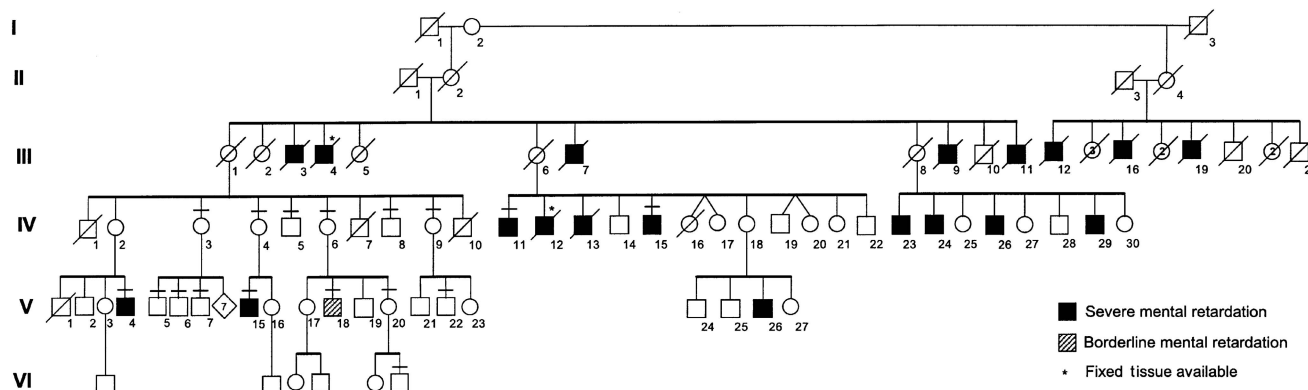 I
1 2 3
II
1 2 3 4
III
1 2 3 * 4 5 6 7 8 9 10 11 12 3 16 2 19 20 2 2
IV
1 2 3 4 5 6 7 8 9 10 11 * 12 13 14 15 16 17 18 19 20 21 22 23 24 25 26 27 28 29 30
V
1 2 3 4 5 6 7 7 15 16 17 18 19 20 21 22 23 24 25 26 27
VI
Severe mental retardation
Borderline mental retardation
* Fixed tissue available